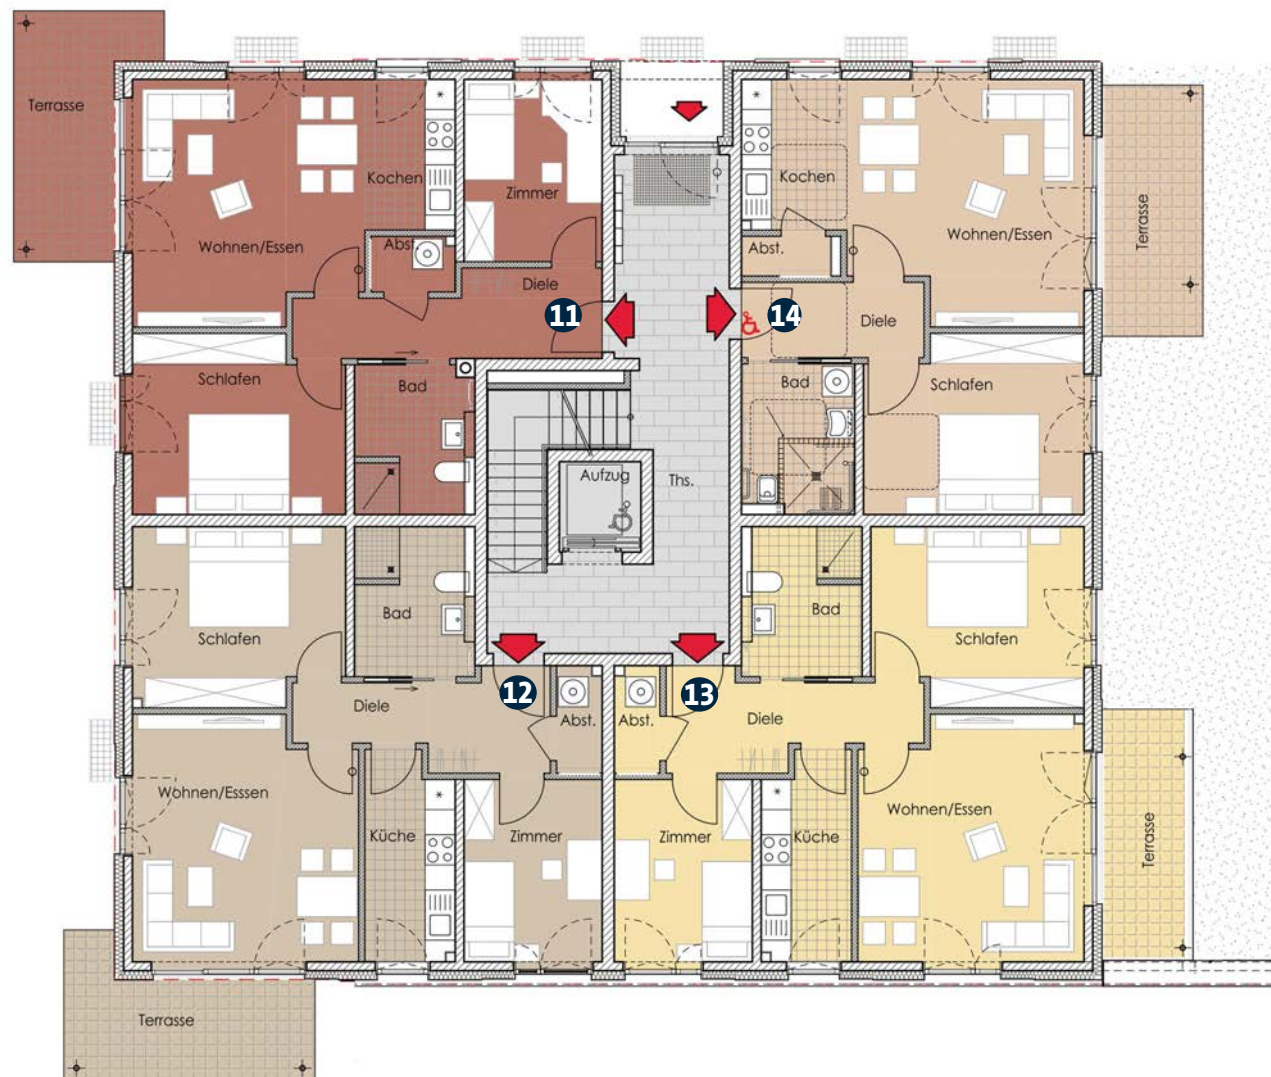 Terrasse
Kochen
Zimmer
Wohnen/Essen
Abst.
Diele
11
Schlafen
Bad
Kochen
Wohnen/Essen
Terrasse
Abst.
14
Diele
Bad
Schlafen
Aufzug
Ths.
Schlafen
Bad
Diele
12
Abst.
Wohnen/Esssen
Küche
Zimmer
Terrasse
Bad
Schlafen
13
Abst.
Diele
Zimmer
Küche
Wohnen/Essen
Terrasse